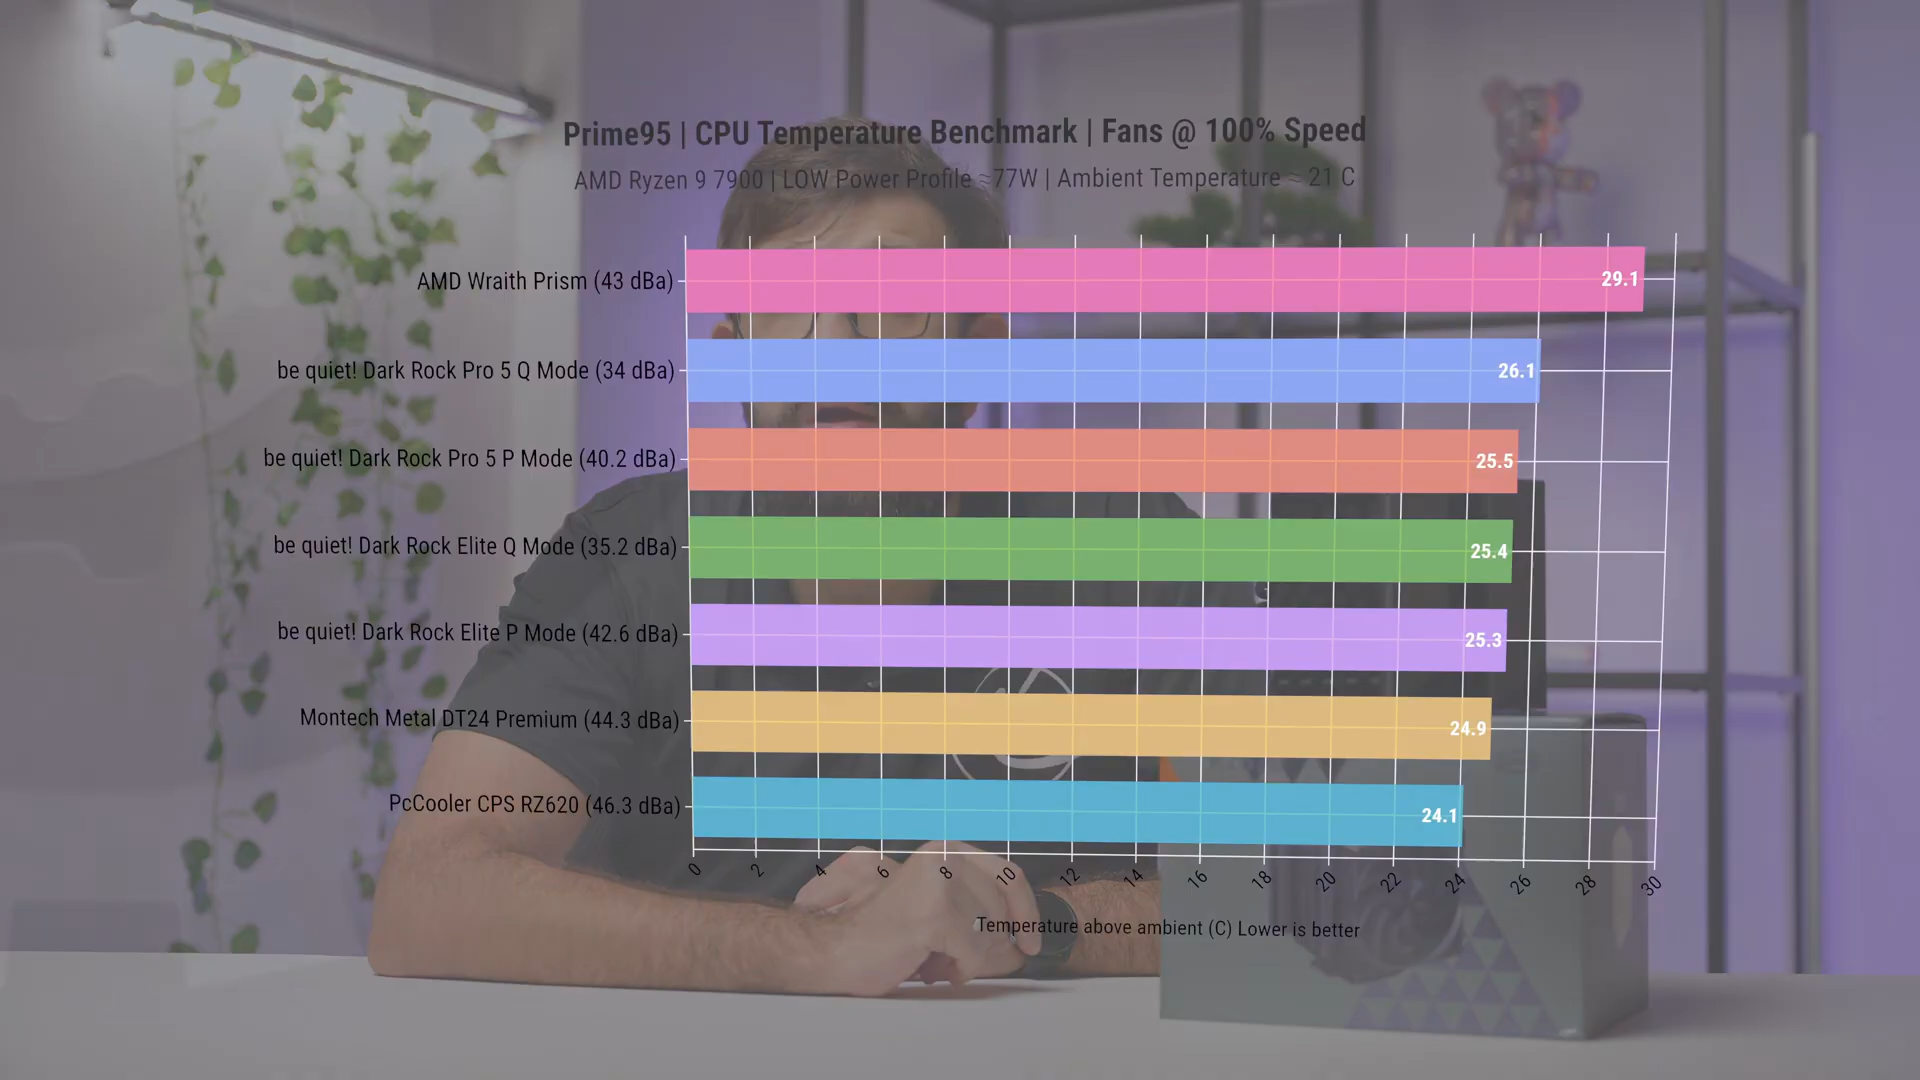 Prime95 | CPU Temperature Benchmark | Fans @ 100% Speed
AMD Ryzen 9 7900 | LOW Power Profile ≈77W | Ambient Temperature ≈ 21 C
AMD Wraith Prism (43 dBa) 29.1
be quiet! Dark Rock Pro 5 Q Mode (34 dBa) 26.1
be quiet! Dark Rock Pro 5 P Mode (40.2 dBa) 25.5
be quiet! Dark Rock Elite Q Mode (35.2 dBa) 25.4
be quiet! Dark Rock Elite P Mode (42.6 dBa) 25.3
Montech Metal DT24 Premium (44.3 dBa) 24.9
PcCooler CPS RZ620 (46.3 dBa) 24.1
0 2 4 6 8 10 12 14 16 18 20 22 24 26 28 30
Temperature above ambient (C) Lower is better